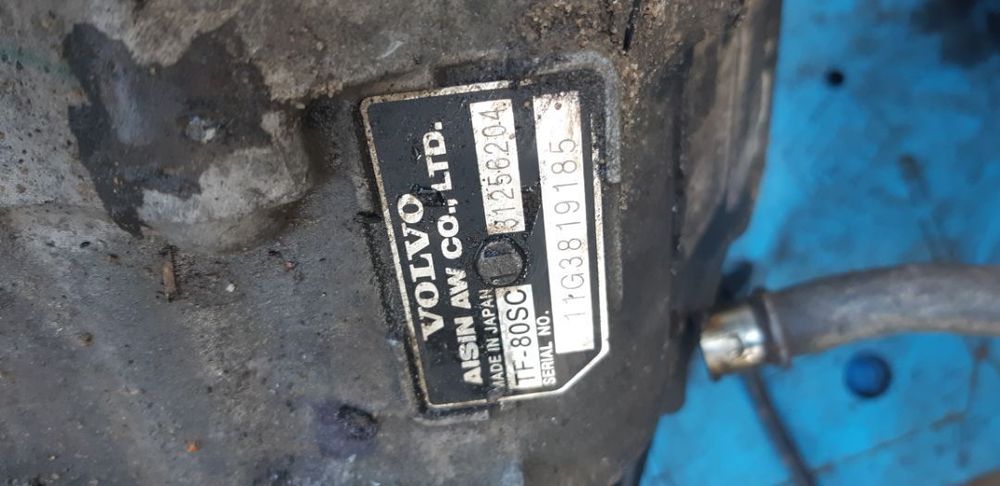 VOLVO
AISIN AW CO., LTD.
MADE IN JAPAN 31256204
TF-80SC
SERIAL NO.
11G3819185